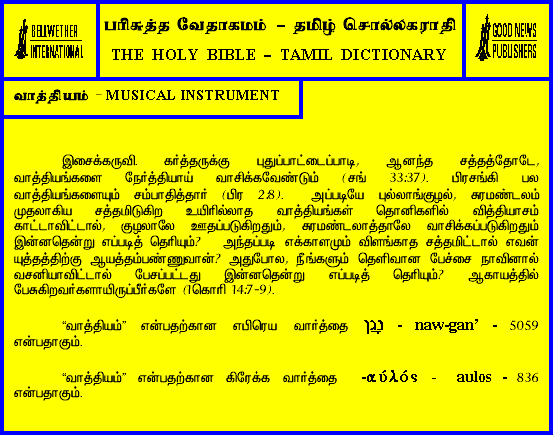 BELLWETHER
INTERNATIONAL
பரிசுத்த வேதாகமம் – தமிழ் சொல்லகராதி
THE HOLY BIBLE – TAMIL DICTIONARY
GOOD NEWS
PUBLISHERS
வாத்தியம் – MUSICAL INSTRUMENT
இசைக்கருவி. கர்த்தருக்கு புதுப்பாட்டைப்பாடி, ஆனந்த சத்தத்தோடே,
வாத்தியங்களை நேர்த்தியாய் வாசிக்கவேண்டும் (சங் 33:37). பிரசங்கி பல
வாத்தியங்களையும் சம்பாதித்தார் (பிர 2:8). அப்படியே புல்லாங்குழல், சுரமண்டலம்
முதலாகிய சத்தமிடுகிற உயிரில்லாத வாத்தியங்கள் தொனிகளில் வித்தியாசம்
காட்டாவிட்டால், குழலாலே ஊதப்படுகிறதும், சுரமண்டலத்தாலே வாசிக்கப்படுகிறதும்
இன்னதென்று எப்படித் தெரியும்? அந்தப்படி எக்காளமும் விளங்காத சத்தமிட்டால் எவன்
யுத்தத்திற்கு ஆயத்தம்பண்ணுவான்? அதுபோல, நீங்களும் தெளிவான பேச்சை நாவினால்
வசனியாவிட்டால் பேசப்பட்டது இன்னதென்று எப்படித் தெரியும்? ஆகாயத்தில்
பேசுகிறவர்களாயிருப்பீர்களே (1கொரி 14:7-9).
"வாத்தியம்" என்பதற்கான எபிரெய வார்த்தை נָגַן - naw-gan' - 5059
என்பதாகும்.
"வாத்தியம்" என்பதற்கான கிரேக்க வார்த்தை -αὐλός - aulos - 836
என்பதாகும்.